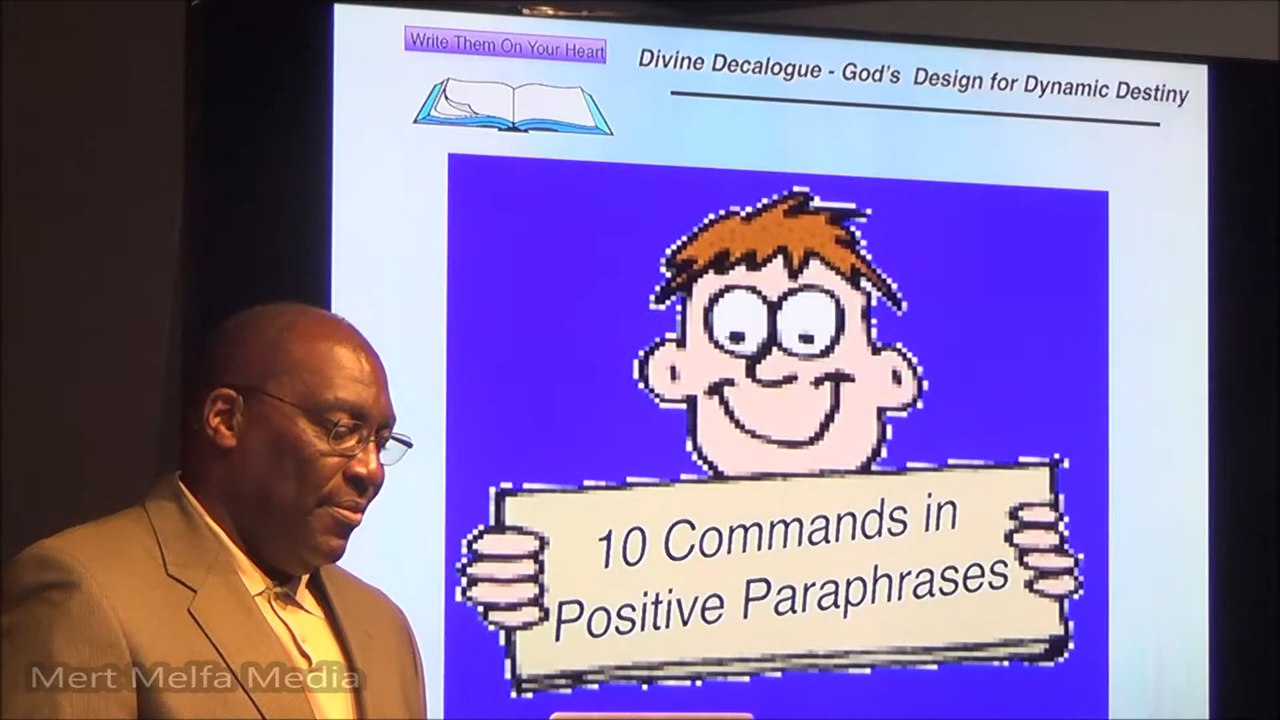 Write Them On Your Heart
Divine Decalogue - God's Design for Dynamic Destiny
10 Commands in
Positive Paraphrases
Mert Melfa Media